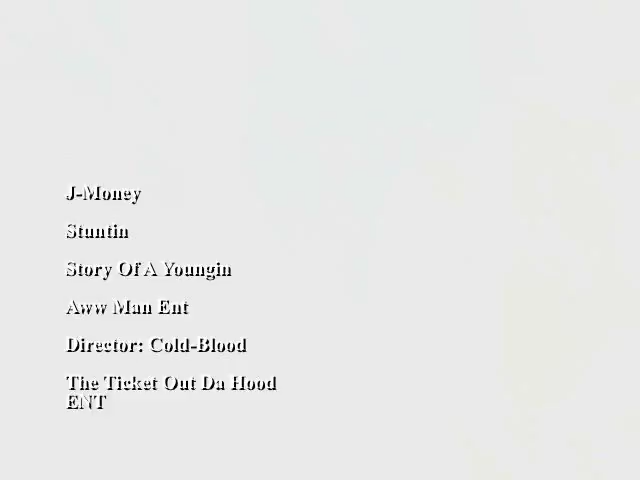 J-Money
Stuntin
Story Of A Youngin
Aww Man Ent
Director: Cold-Blood
The Ticket Out Da Hood
ENT